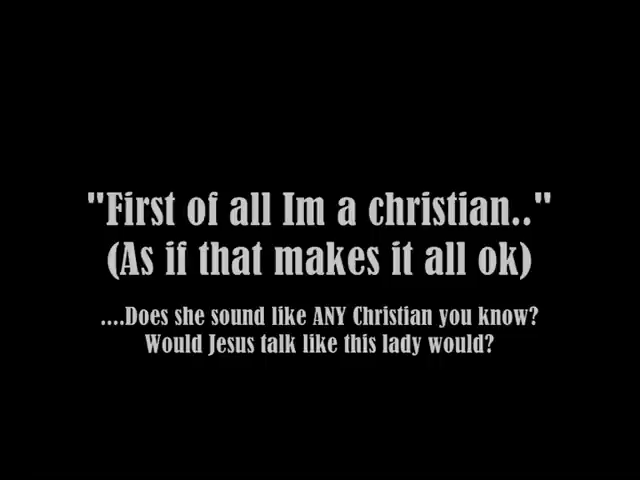 "First of all Im a christian.."
(As if that makes it all ok)
....Does she sound like ANY Christian you know?
Would Jesus talk like this lady would?